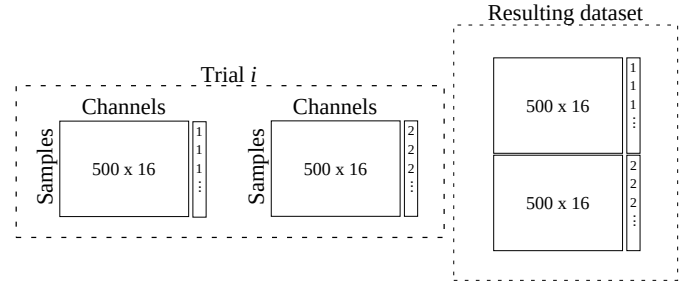 Resulting dataset
Trial i
Channels
Samples
500 x 16
1
1
1
⋮
Channels
Samples
500 x 16
2
2
2
⋮
500 x 16
1
1
1
⋮
500 x 16
2
2
2
⋮